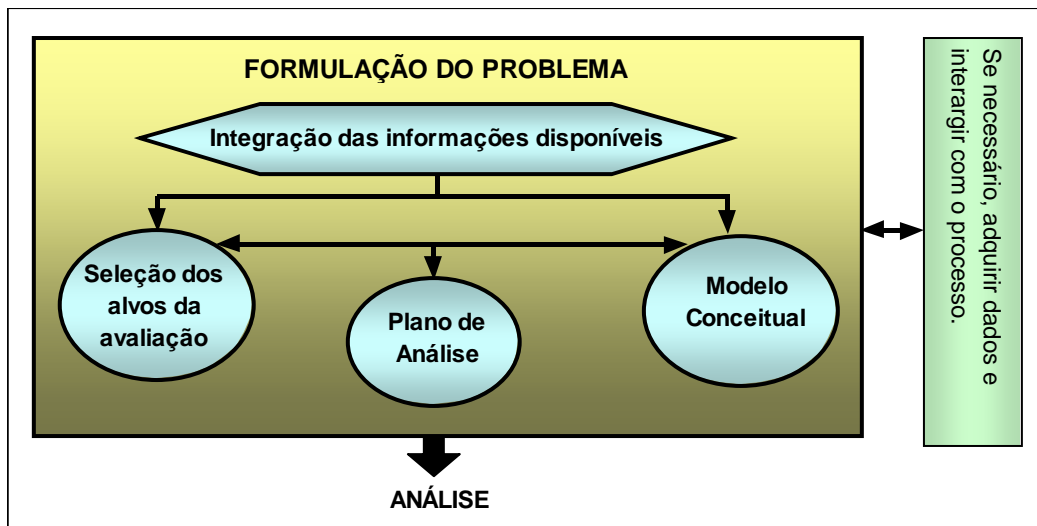 FORMULAÇÃO DO PROBLEMA
Integração das informações disponíveis
Seleção dos
alvos da
avaliação
Plano de
Análise
Modelo
Conceitual
ANÁLISE
Se necessário, adquirir dados e
interargir com o processo.